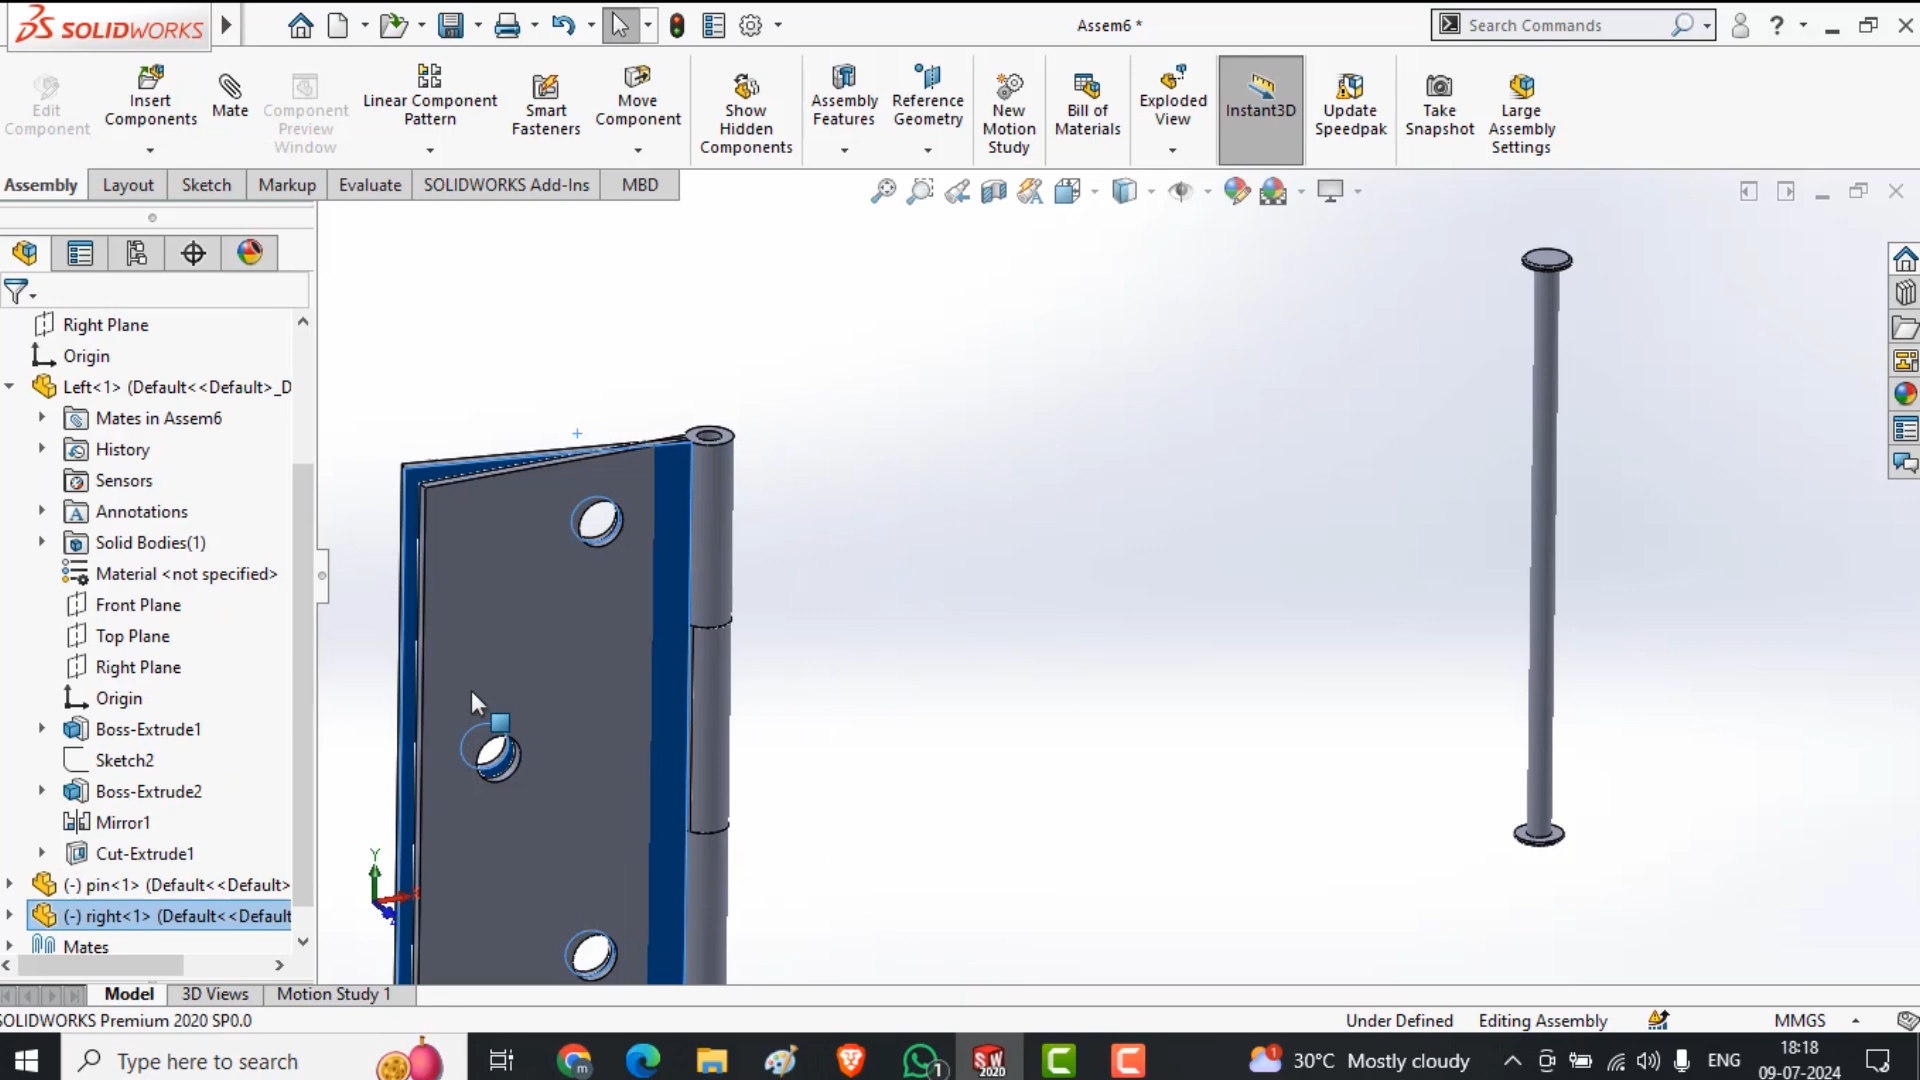 SOLIDWORKS
Assem6 *
Search Commands
Edit
Component
Insert
Components
Mate
Component
Preview
Window
Linear Component
Pattern
Smart
Fasteners
Move
Component
Show
Hidden
Components
Assembly
Features
Reference
Geometry
New
Motion
Study
Bill of
Materials
Exploded
View
Instant3D
Update
Speedpak
Take
Snapshot
Large
Assembly
Settings
Assembly
Layout
Sketch
Markup
Evaluate
SOLIDWORKS Add-Ins
MBD
Right Plane
Origin
Left<1> (Default<<Default>_D
Mates in Assem6
History
Sensors
Annotations
Solid Bodies(1)
Material <not specified>
Front Plane
Top Plane
Right Plane
Origin
Boss-Extrude1
Sketch2
Boss-Extrude2
Mirror1
Cut-Extrude1
(-) pin<1> (Default<<Default>
(-) right<1> (Default<<Default
Mates
Y
Model
3D Views
Motion Study 1
SOLIDWORKS Premium 2020 SP0.0
Under Defined
Editing Assembly
MMGS
Type here to search
SW
2020
30°C Mostly cloudy
ENG
18:18
09-07-2024